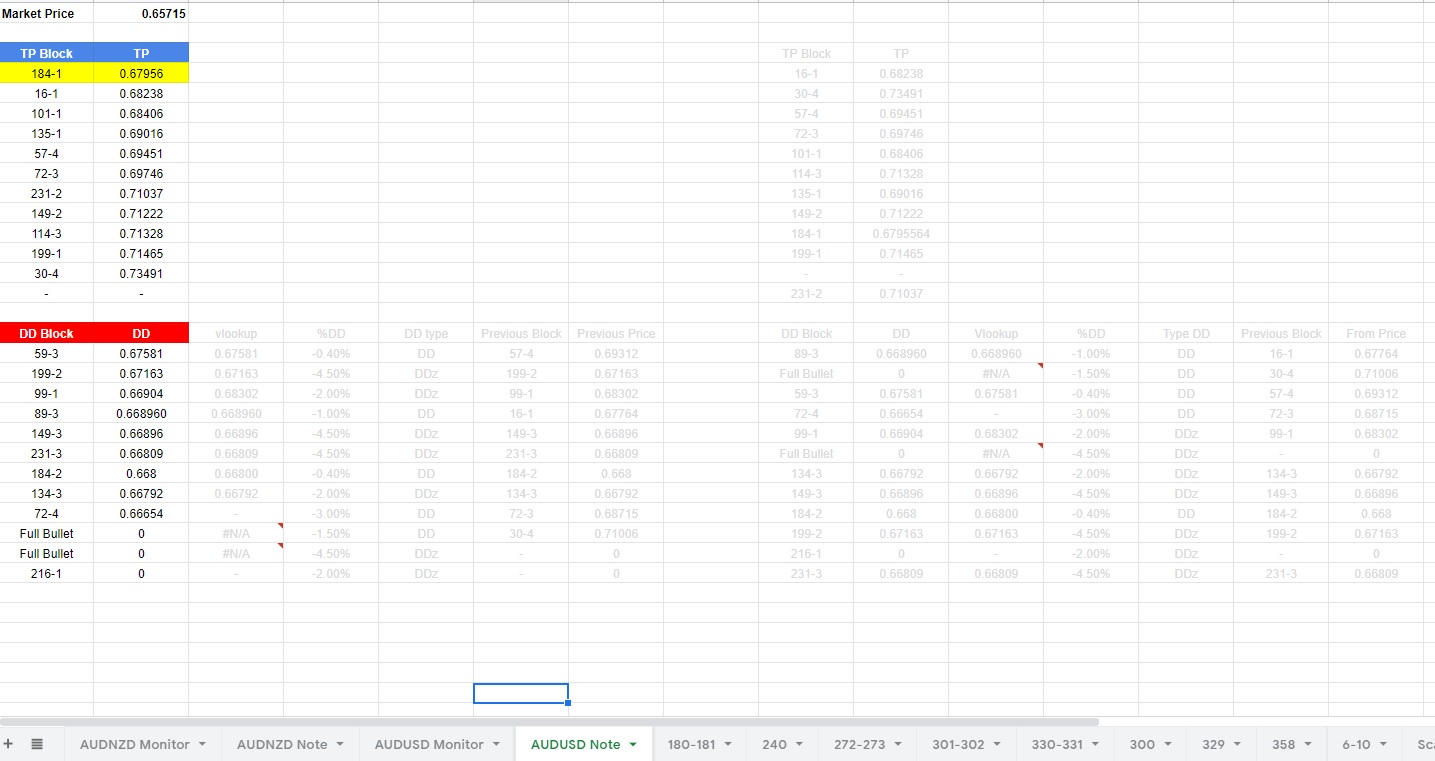 Market Price 0.65715
TP Block TP TP Block TP
184-1 0.67956 16-1 0.68238
16-1 0.68238 30-4 0.73491
101-1 0.68406 57-4 0.69451
135-1 0.69016 72-3 0.69746
57-4 0.69451 101-1 0.68406
72-3 0.69746 114-3 0.71328
231-2 0.71037 135-1 0.69016
149-2 0.71222 149-2 0.71222
114-3 0.71328 184-1 0.6795564
199-1 0.71465 199-1 0.71465
30-4 0.73491 - -
- - 231-2 0.71037
DD Block DD vlookup %DD DD type Previous Block Previous Price DD Block DD Vlookup %DD Type DD Previous Block From Price
59-3 0.67581 0.67581 -0.40% DD 57-4 0.69312 89-3 0.668960 0.668960 -1.00% DD 16-1 0.67764
199-2 0.67163 0.67163 -4.50% DDz 199-2 0.67163 Full Bullet 0 #N/A -1.50% DD 30-4 0.71006
99-1 0.66904 0.68302 -2.00% DDz 99-1 0.68302 59-3 0.67581 0.67581 -0.40% DD 57-4 0.69312
89-3 0.668960 0.668960 -1.00% DD 16-1 0.67764 72-4 0.66654 - -3.00% DD 72-3 0.68715
149-3 0.66896 0.66896 -4.50% DDz 149-3 0.66896 99-1 0.66904 0.68302 -2.00% DDz 99-1 0.68302
231-3 0.66809 0.66809 -4.50% DDz 231-3 0.66809 Full Bullet 0 #N/A -4.50% DDz - 0
184-2 0.668 0.66800 -0.40% DD 184-2 0.668 134-3 0.66792 0.66792 -2.00% DDz 134-3 0.66792
134-3 0.66792 0.66792 -2.00% DDz 134-3 0.66792 149-3 0.66896 0.66896 -4.50% DDz 149-3 0.66896
72-4 0.66654 - -3.00% DD 72-3 0.68715 184-2 0.668 0.66800 -0.40% DD 184-2 0.668
Full Bullet 0 #N/A -1.50% DD 30-4 0.71006 199-2 0.67163 0.67163 -4.50% DDz 199-2 0.67163
Full Bullet 0 #N/A -4.50% DDz - 0 216-1 0 - -2.00% DDz - 0
216-1 0 - -2.00% DDz - 0 231-3 0.66809 0.66809 -4.50% DDz 231-3 0.66809
+ AUDNZD Monitor AUDNZD Note AUDUSD Monitor AUDUSD Note 180-181 240 272-273 301-302 330-331 300 329 358 6-10 Sc